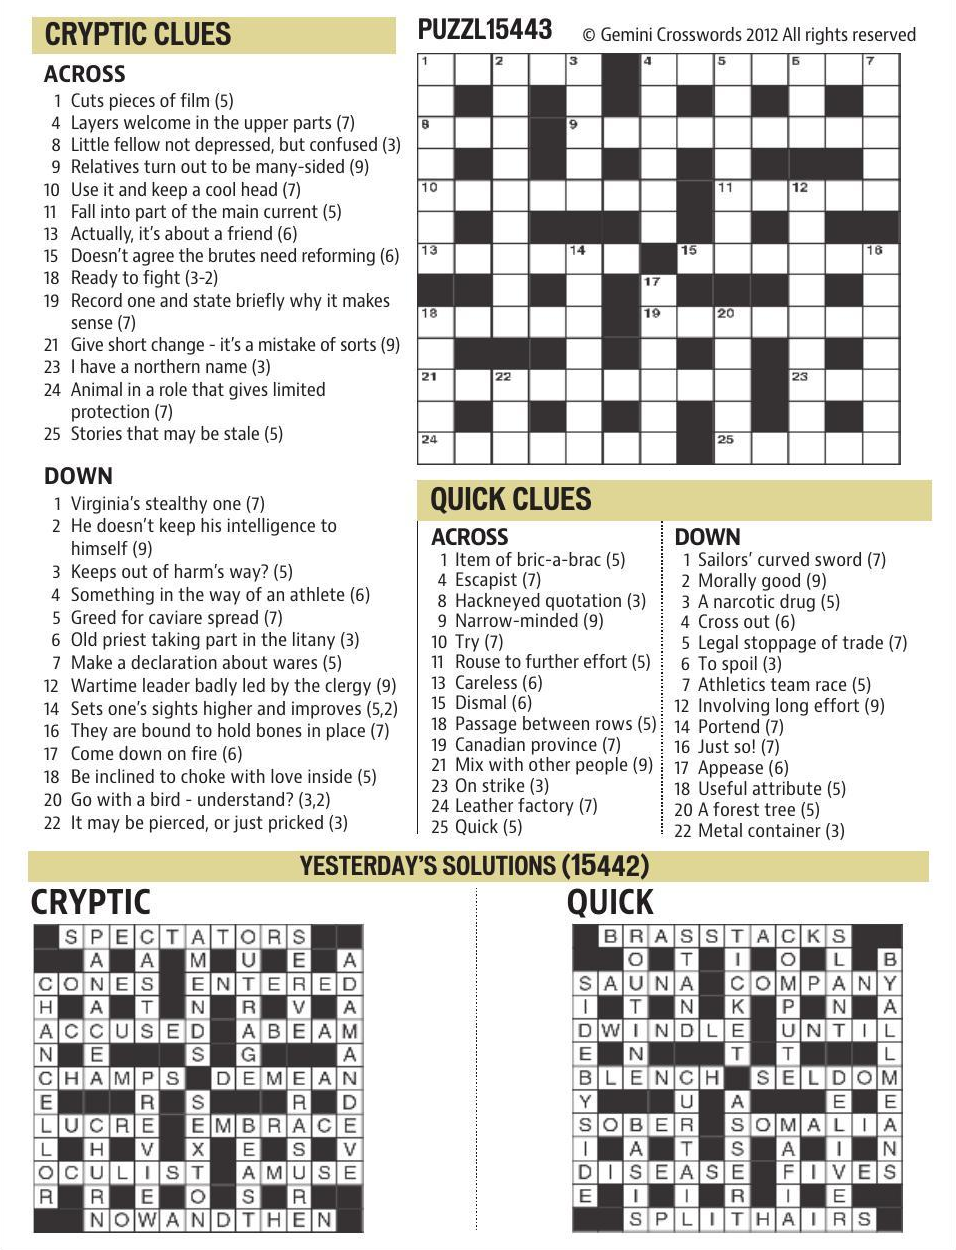 CRYPTIC CLUES
ACROSS
1 Cuts pieces of film (5)
4 Layers welcome in the upper parts (7)
8 Little fellow not depressed, but confused (3)
9 Relatives turn out to be many-sided (9)
10 Use it and keep a cool head (7)
11 Fall into part of the main current (5)
13 Actually, it's about a friend (6)
15 Doesn't agree the brutes need reforming (6)
18 Ready to fight (3-2)
19 Record one and state briefly why it makes
sense (7)
21 Give short change - it's a mistake of sorts (9)
23 I have a northern name (3)
24 Animal in a role that gives limited
protection (7)
25 Stories that may be stale (5)
DOWN
1 Virginia's stealthy one (7)
2 He doesn't keep his intelligence to
himself (9)
3 Keeps out of harm's way? (5)
4 Something in the way of an athlete (6)
5 Greed for caviare spread (7)
6 Old priest taking part in the litany (3)
7 Make a declaration about wares (5)
12 Wartime leader badly led by the clergy (9)
14 Sets one's sights higher and improves (5,2)
16 They are bound to hold bones in place (7)
17 Come down on fire (6)
18 Be inclined to choke with love inside (5)
20 Go with a bird - understand? (3,2)
22 It may be pierced, or just pricked (3)
PUZZL15443
© Gemini Crosswords 2012 All rights reserved
1 2 3 4 5 6 7
8 9
10 11 12
13 14 15 16
17
18 19 20
21 22 23
24 25
QUICK CLUES
ACROSS
1 Item of bric-a-brac (5)
4 Escapist (7)
8 Hackneyed quotation (3)
9 Narrow-minded (9)
10 Try (7)
11 Rouse to further effort (5)
13 Careless (6)
15 Dismal (6)
18 Passage between rows (5)
19 Canadian province (7)
21 Mix with other people (9)
23 On strike (3)
24 Leather factory (7)
25 Quick (5)
DOWN
1 Sailors' curved sword (7)
2 Morally good (9)
3 A narcotic drug (5)
4 Cross out (6)
5 Legal stoppage of trade (7)
6 To spoil (3)
7 Athletics team race (5)
12 Involving long effort (9)
14 Portend (7)
16 Just so! (7)
17 Appease (6)
18 Useful attribute (5)
20 A forest tree (5)
22 Metal container (3)
YESTERDAY'S SOLUTIONS (15442)
CRYPTIC
SPECTATORS
A A M U E A
CONES ENTERED
H A T N R V A
ACCUSED ABEAM
N E S G A
CHAMPS DEMEAN
E R S R D
LUCRE EMBRACE
L H V X E S V
OCULIST AMUSE
R R E O S R
NOWANDTHEN
QUICK
BRASSTACKS
O T I O L B
SAUNA COMPANY
I T N K P N A
DWINDLE UNTIL
E N T T L
BLENCH SELDOM
Y U A E E
SOBER SOMALIA
I A T S A I N
DISEASE FIVES
E I I R I E
SPLITHAIRS